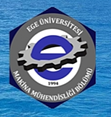 EGE ÜNİVERSİTESİ
1994
MAKİNA MÜHENDİSLİĞİ BÖLÜMÜ